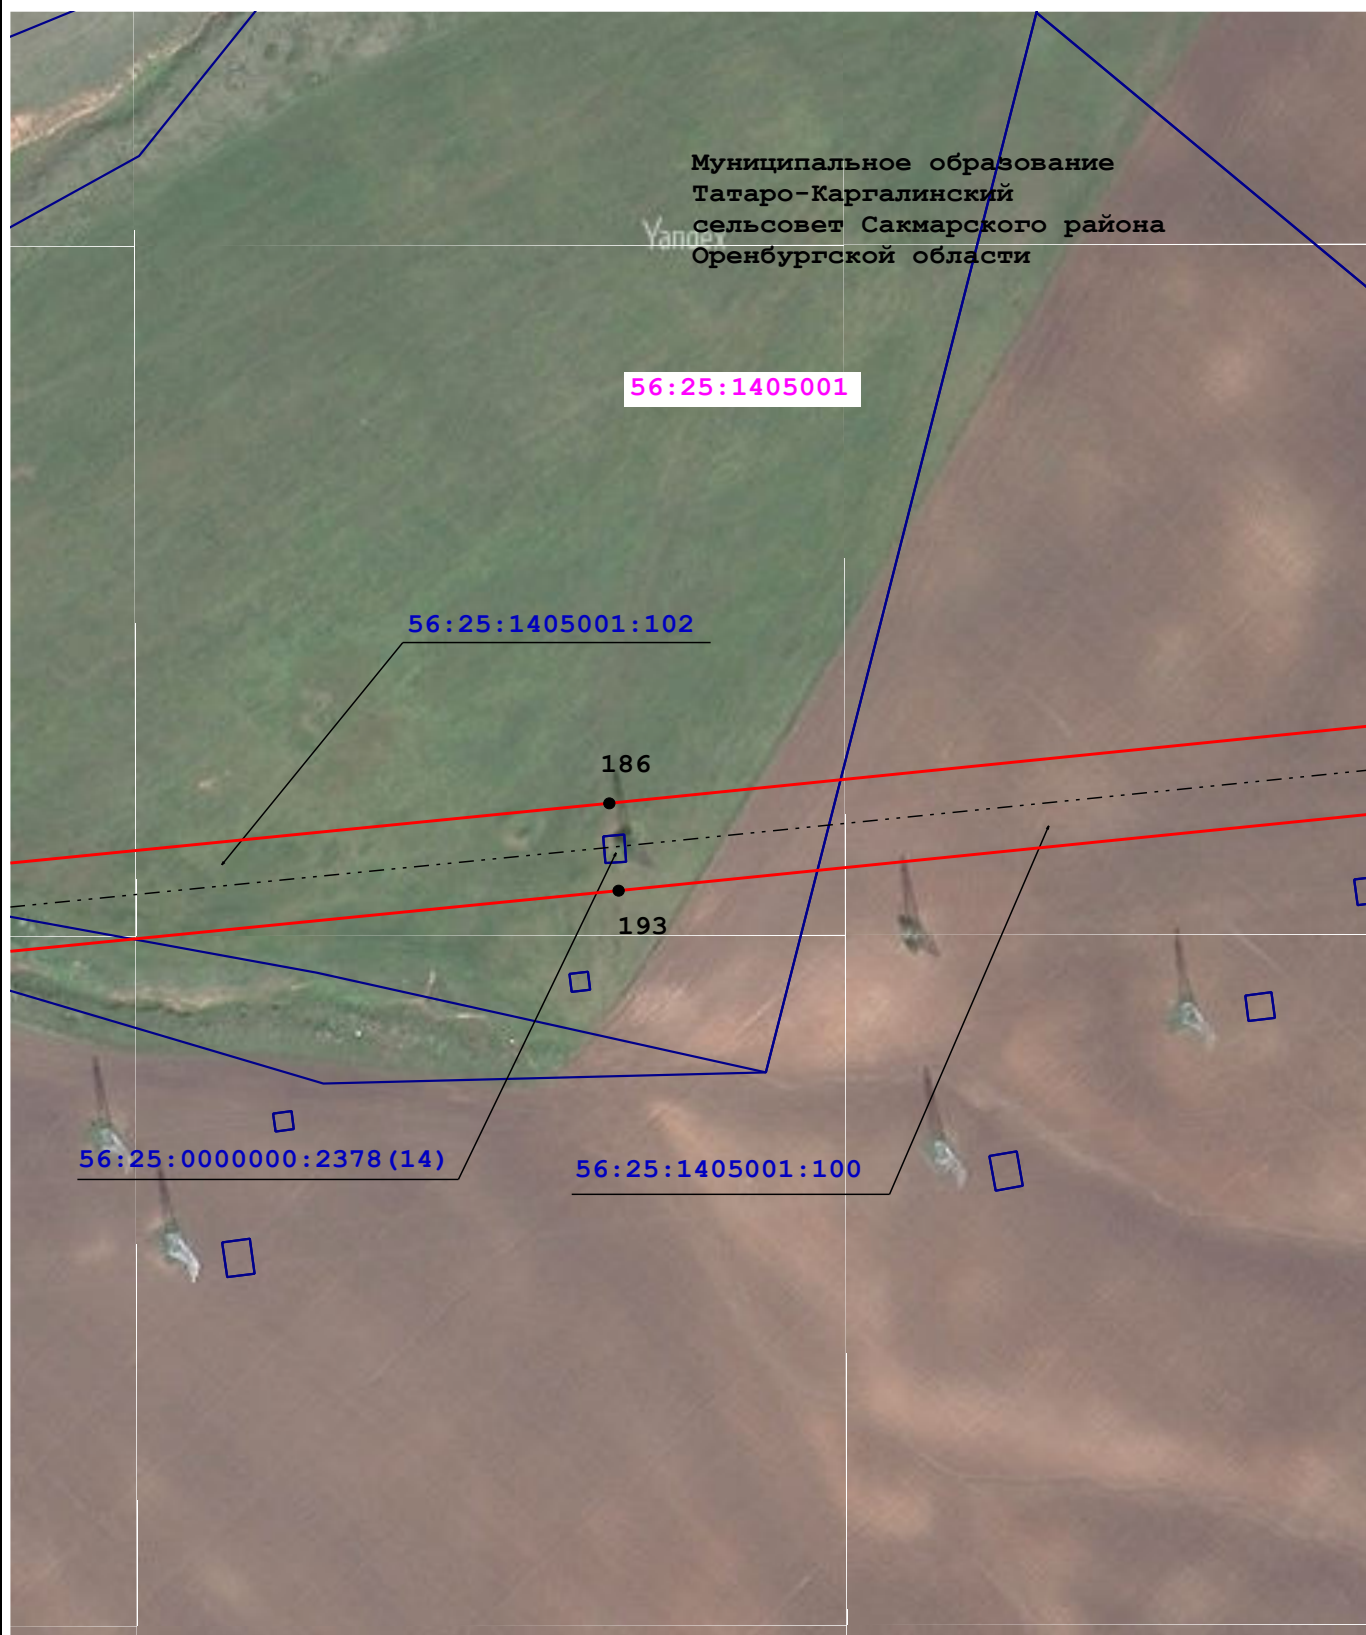 Муниципальное образование
Татаро-Каргалинский
сельсовет Сакмарского района
Yandex
Оренбургской области
56:25:1405001
56:25:1405001:102
186
193
56:25:0000000:2378(14)
56:25:1405001:100